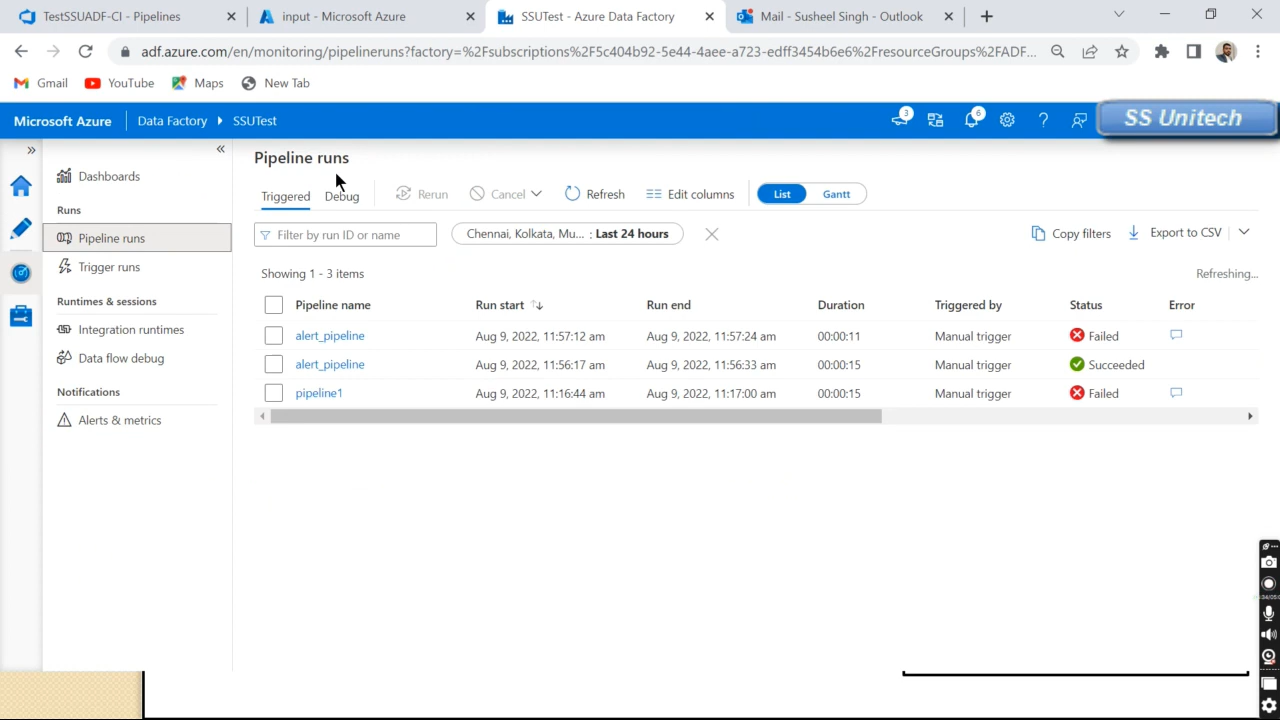 TestSSUADF-CI - Pipelines
input - Microsoft Azure
SSUTest - Azure Data Factory
Mail - Susheel Singh - Outlook
adf.azure.com/en/monitoring/pipelineruns?factory=%2Fsubscriptions%2F5c404b92-5e44-4aee-a723-edff3454b6e6%2FresourceGroups%2FADF...
Gmail
YouTube
Maps
New Tab
Microsoft Azure
Data Factory
SSUTest
3
6
SS Unitech
Dashboards
Runs
Pipeline runs
Trigger runs
Runtimes & sessions
Integration runtimes
Data flow debug
Notifications
Alerts & metrics
Pipeline runs
Triggered
Debug
Rerun
Cancel
Refresh
Edit columns
List
Gantt
Filter by run ID or name
Chennai, Kolkata, Mu... : Last 24 hours
Copy filters
Export to CSV
Showing 1 - 3 items
Refreshing...
Pipeline name Run start Run end Duration Triggered by Status Error
alert_pipeline Aug 9, 2022, 11:57:12 am Aug 9, 2022, 11:57:24 am 00:00:11 Manual trigger Failed
alert_pipeline Aug 9, 2022, 11:56:17 am Aug 9, 2022, 11:56:33 am 00:00:15 Manual trigger Succeeded
pipeline1 Aug 9, 2022, 11:16:44 am Aug 9, 2022, 11:17:00 am 00:00:15 Manual trigger Failed